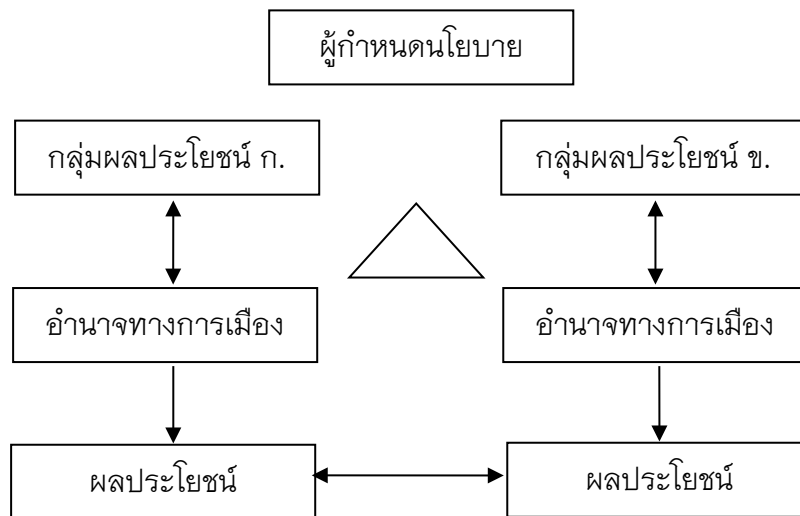 ผู้กำหนดนโยบาย
กลุ่มผลประโยชน์ ก.
กลุ่มผลประโยชน์ ข.
อำนาจทางการเมือง
อำนาจทางการเมือง
ผลประโยชน์
ผลประโยชน์